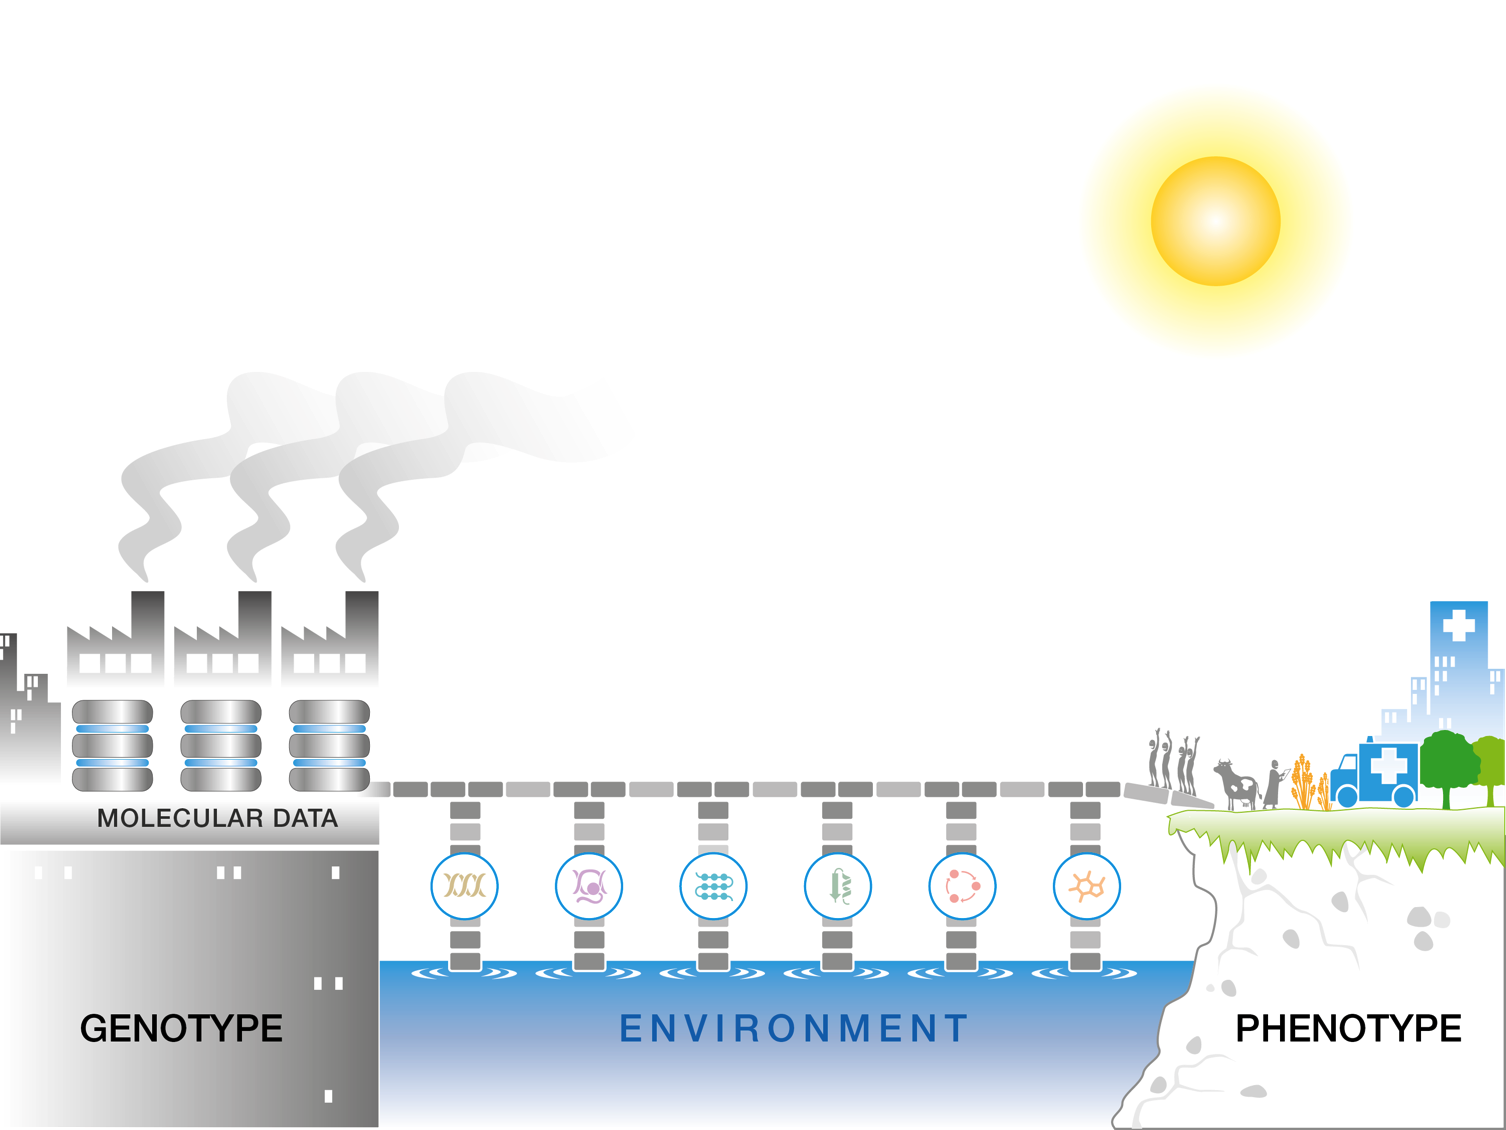 MOLECULAR DATA
GENOTYPE
ENVIRONMENT
PHENOTYPE